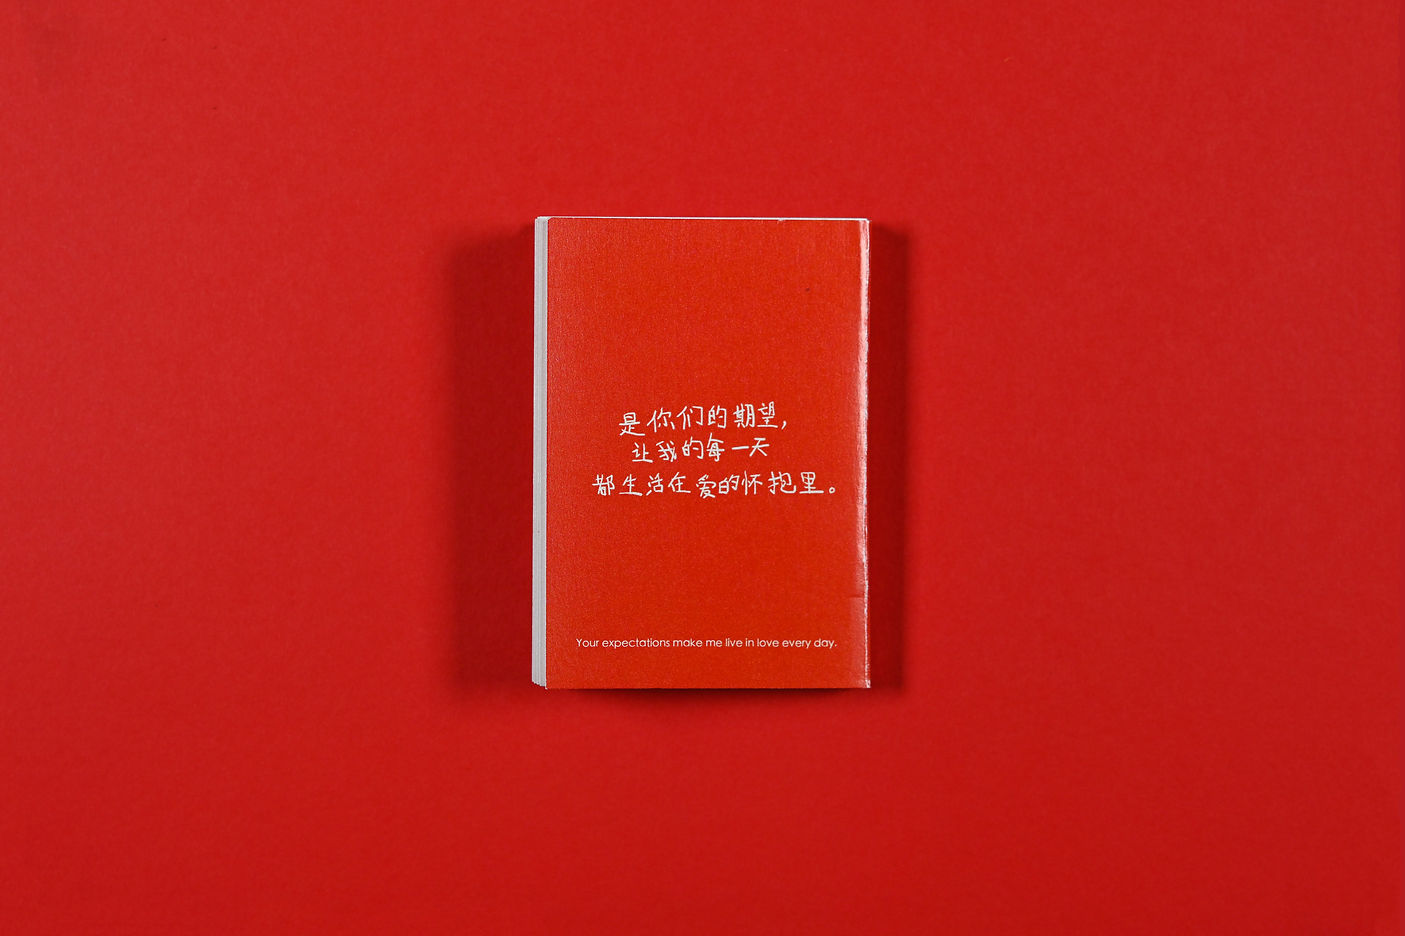 是你们的期望，
让我的每一天
都生活在爱的怀抱里。
Your expectations make me live in love every day.